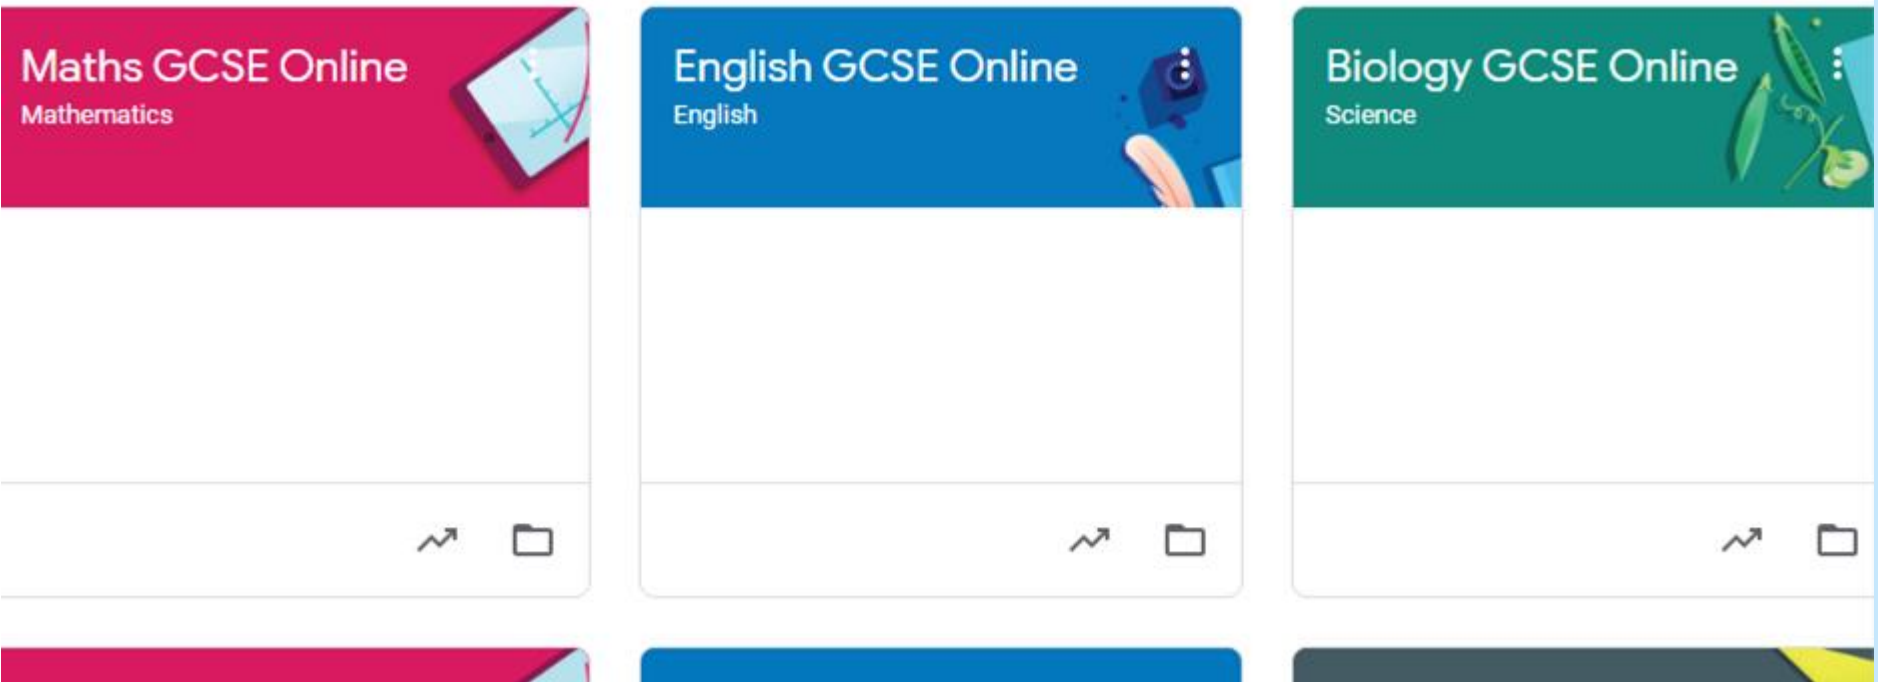 Maths GCSE Online
Mathematics
English GCSE Online
English
Biology GCSE Online
Science